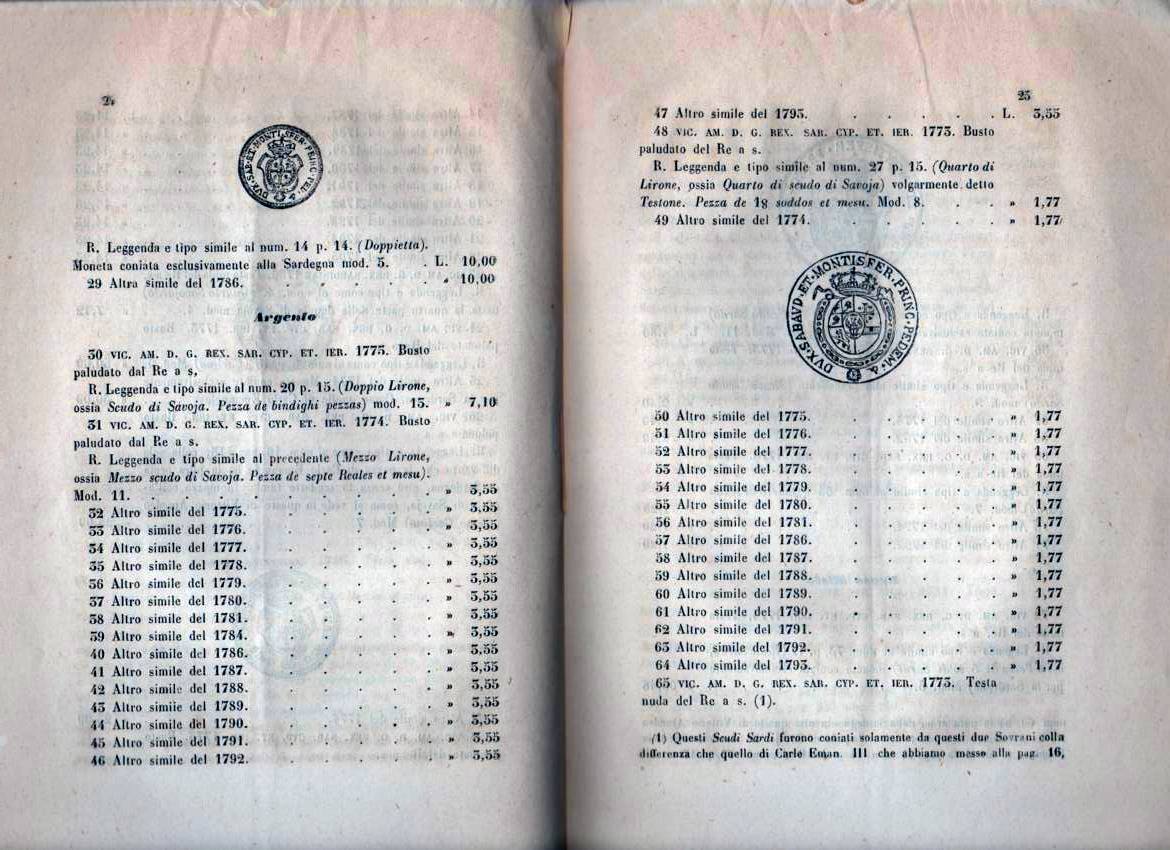 24
DVX·SAB·ET·MONTISFER·PRINC·PED·&
R. Leggenda e tipo simile al num. 14 p. 14. (Doppietta).
Moneta coniata esclusivamente alla Sardegna mod. 5. . L. 10,00
29 Altra simile del 1786. . . . . . » 10,00
Argento
30 VIC. AM. D. G. REX. SAR. CYP. ET. IER. 1773. Busto
paludato dal Re a s.
R. Leggenda e tipo simile al num. 20 p. 15. (Doppio Lirone,
ossia Scudo di Savoja. Pezza de bindighi pezzas) mod. 15. » 7,10
31 VIC. AM. D. G. REX. SAR. CYP. ET. IER. 1774. Busto
paludato dal Re a s.
R. Leggenda e tipo simile al precedente (Mezzo Lirone,
ossia Mezzo scudo di Savoja. Pezza de septe Reales et mesu).
Mod. 11. . . . . . . . » 3,55
32 Altro simile del 1775. . . . . . » 3,55
33 Altro simile del 1776. . . . . . » 3,55
34 Altro simile del 1777. . . . . . » 3,55
35 Altro simile del 1778. . . . . . » 3,55
36 Altro simile del 1779. . . . . . » 3,55
37 Altro simile del 1780. . . . . . » 3,55
38 Altro simile del 1781. . . . . . » 3,55
39 Altro simile del 1784. . . . . . » 3,55
40 Altro simile del 1786. . . . . . » 3,55
41 Altro simile del 1787. . . . . . » 3,55
42 Altro simile del 1788. . . . . . » 3,55
43 Altro simile del 1789. . . . . . » 3,55
44 Altro simile del 1790. . . . . . » 3,55
45 Altro simile del 1791. . . . . . » 3,55
46 Altro simile del 1792. . . . . . » 3,55
25
47 Altro simile del 1793. . . . . . L. 3,55
48 VIC. AM. D. G. REX. SAR. CYP. ET. IER. 1773. Busto
paludato del Re a s.
R. Leggenda e tipo simile al num. 27 p. 15. (Quarto di
Lirone, ossia Quarto di scudo di Savoja) volgarmente detto
Testone. Pezza de 18 soddos et mesu. Mod. 8. . . » 1,77
49 Altro simile del 1774. . . . . » 1,77
DVX·SABAVD·ET·MONTISFER·PRINC·PEDEM·&
50 Altro simile del 1775. . . . . » 1,77
51 Altro simile del 1776. . . . . » 1,77
52 Altro simile del 1777. . . . . » 1,77
53 Altro simile del 1778. . . . . » 1,77
54 Altro simile del 1779. . . . . » 1,77
55 Altro simile del 1780. . . . . » 1,77
56 Altro simile del 1781. . . . . » 1,77
57 Altro simile del 1786. . . . . » 1,77
58 Altro simile del 1787. . . . . » 1,77
59 Altro simile del 1788. . . . . » 1,77
60 Altro simile del 1789. . . . . » 1,77
61 Altro simile del 1790. . . . . » 1,77
62 Altro simile del 1791. . . . . » 1,77
63 Altro simile del 1792. . . . . » 1,77
64 Altro simile del 1793. . . . . » 1,77
65 VIC. AM. D. G. REX. SAR. CYP. ET. IER. 1773. Testa
nuda del Re a s. (1).
(1) Questi Scudi Sardi furono coniati solamente da questi due Sovrani colla
differenza che quello di Carlo Eman. III che abbiamo messo alla pag. 16,